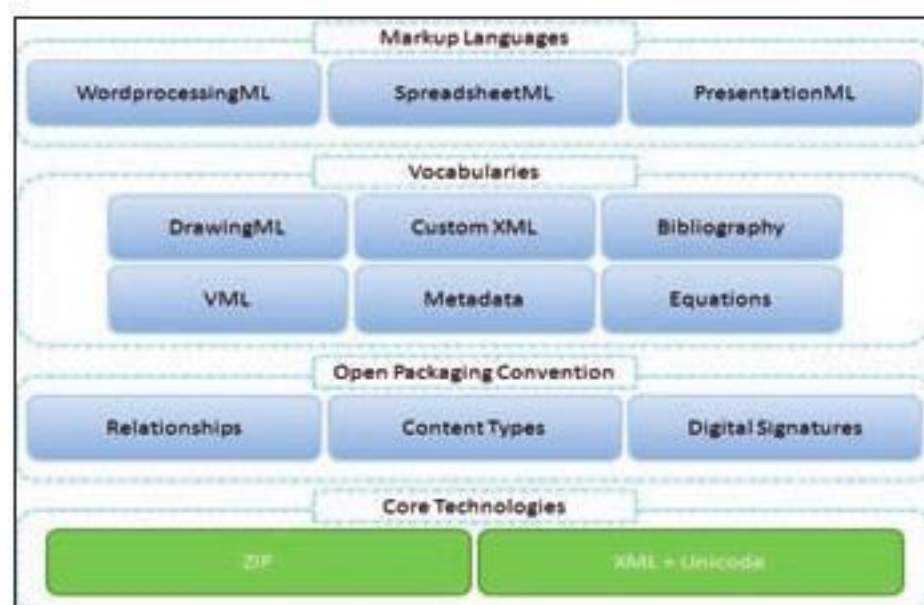 Markup Languages
WordprocessingML SpreadsheetML PresentationML
Vocabularies
DrawingML Custom XML Bibliography
VML Metadata Equations
Open Packaging Convention
Relationships Content Types Digital Signatures
Core Technologies
ZIP XML + Unicode